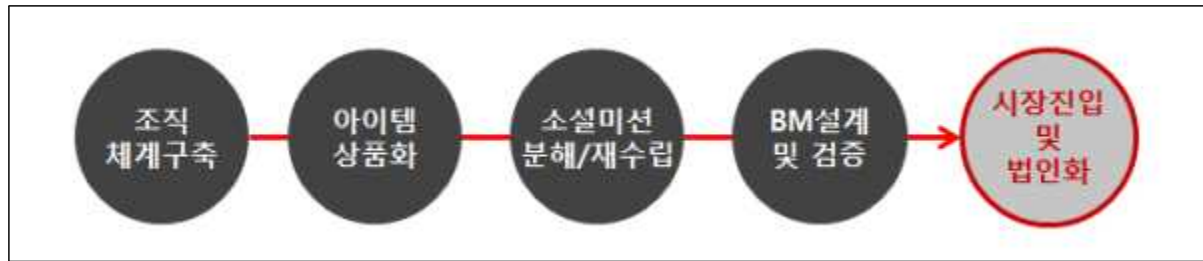 조직
체계구축
아이템
상품화
소셜미션
분해/재수립
BM설계
및 검증
시장진입
및
법인화